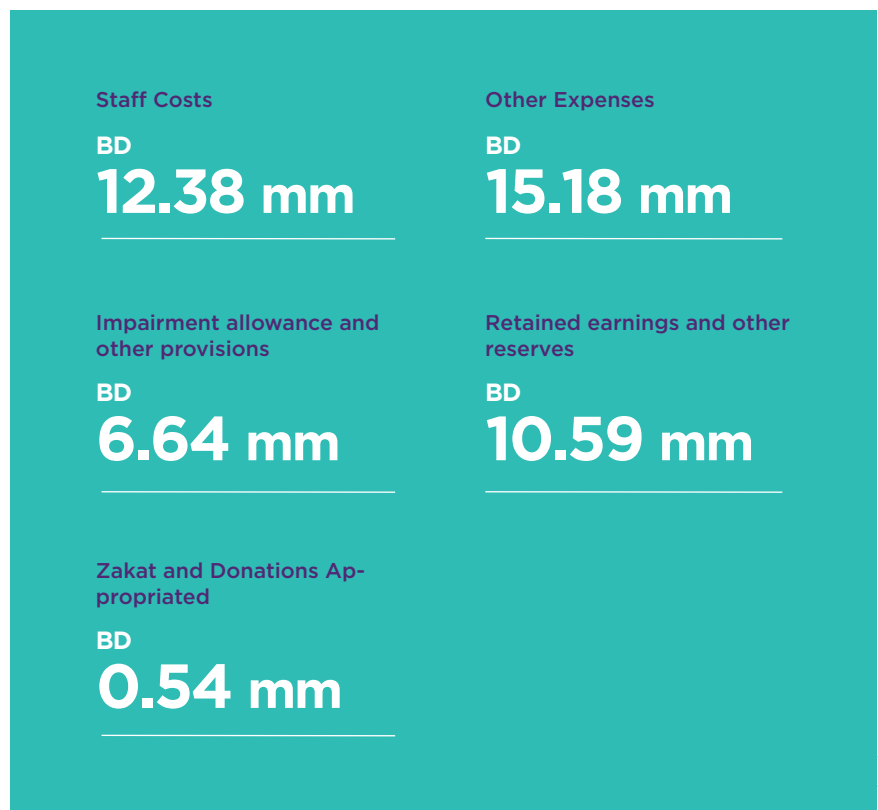 Staff Costs
BD
12.38 mm
Other Expenses
BD
15.18 mm
Impairment allowance and
other provisions
BD
6.64 mm
Retained earnings and other
reserves
BD
10.59 mm
Zakat and Donations Ap-
propriated
BD
0.54 mm